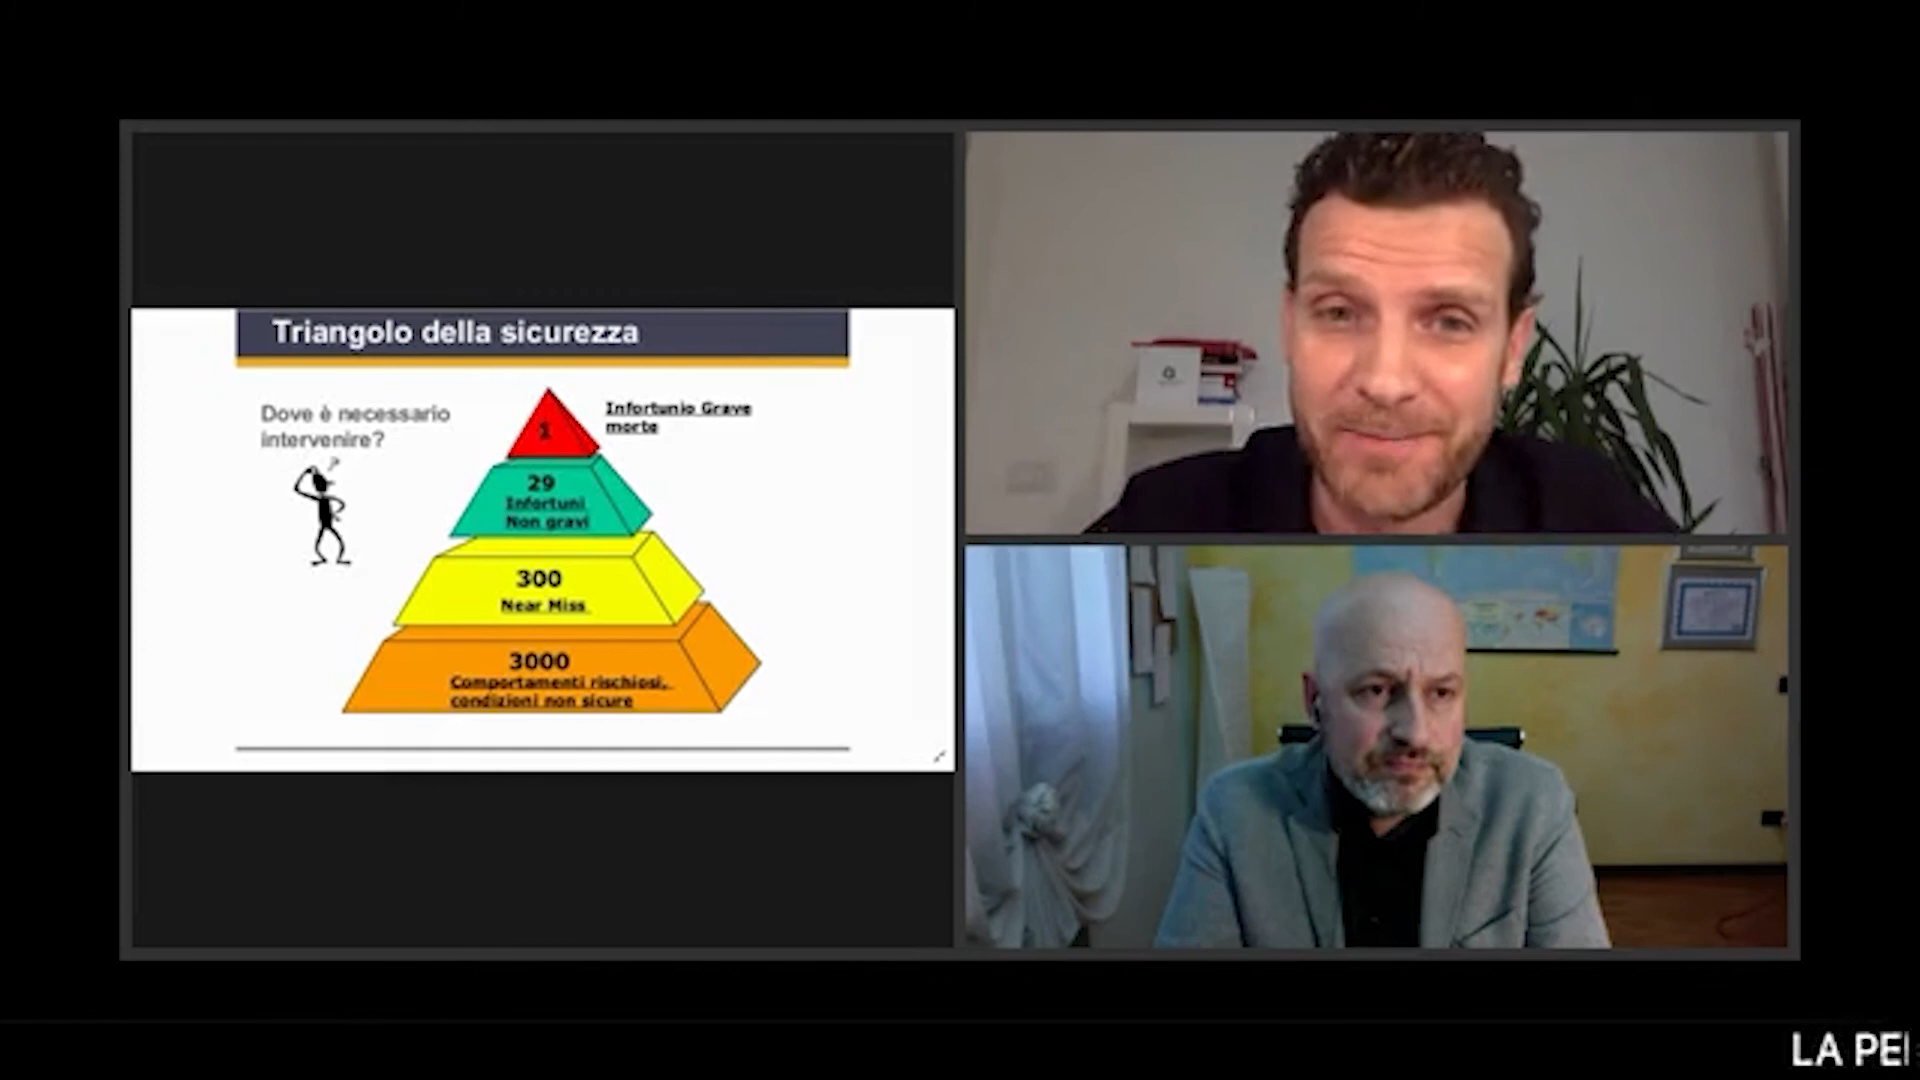 Triangolo della sicurezza
Dove è necessario
intervenire?
?
1
Infortunio Grave
morte
29
Infortuni
Non gravi
300
Near Miss
3000
Comportamenti rischiosi,
condizioni non sicure
LA PE